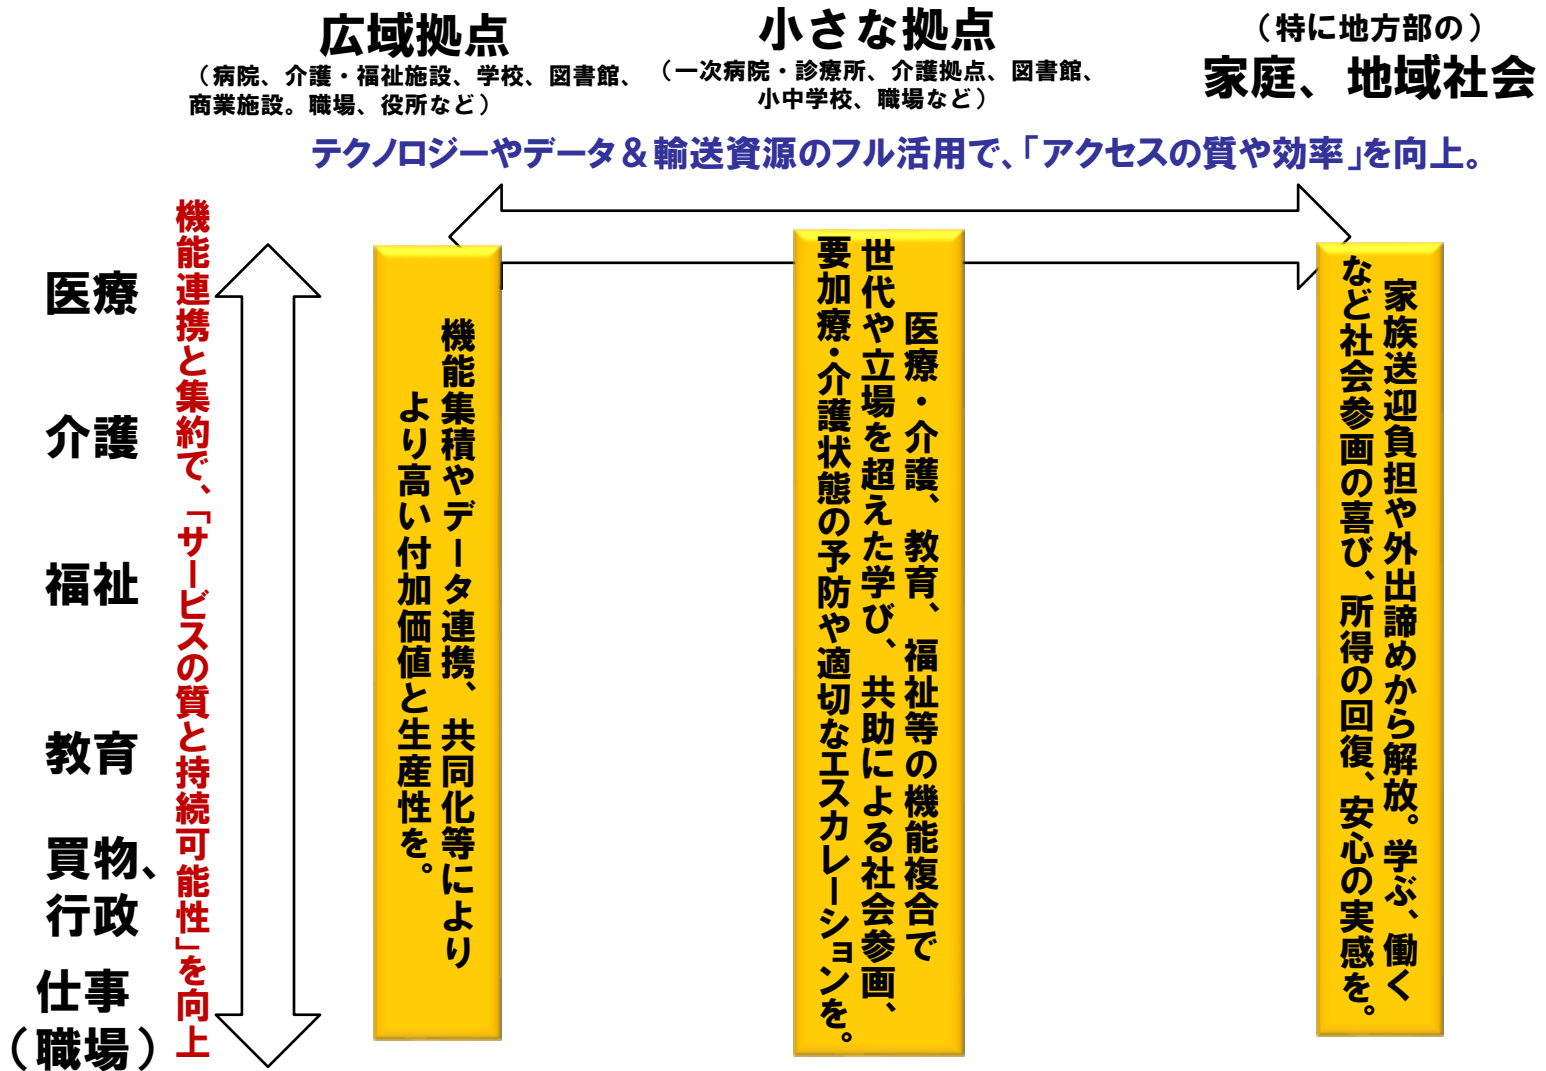 広域拠点
（病院、介護・福祉施設、学校、図書館、
商業施設。職場、役所など）
小さな拠点
（一次病院・診療所、介護拠点、図書館、
小中学校、職場など）
（特に地方部の）
家庭、地域社会
テクノロジーやデータ＆輸送資源のフル活用で、「アクセスの質や効率」を向上。
医療
介護
福祉
教育
買物、
行政
仕事
（職場）
機能連携と集約で、「サービスの質と持続可能性」を向上
機能集積やデータ連携、共同化等により
より高い付加価値と生産性を。
医療・介護、教育、福祉等の機能複合で
世代や立場を超えた学び、共助による社会参画、
要加療・介護状態の予防や適切なエスカレーションを。
家族送迎負担や外出諦めから解放。学ぶ、働く
など社会参画の喜び、所得の回復、安心の実感を。